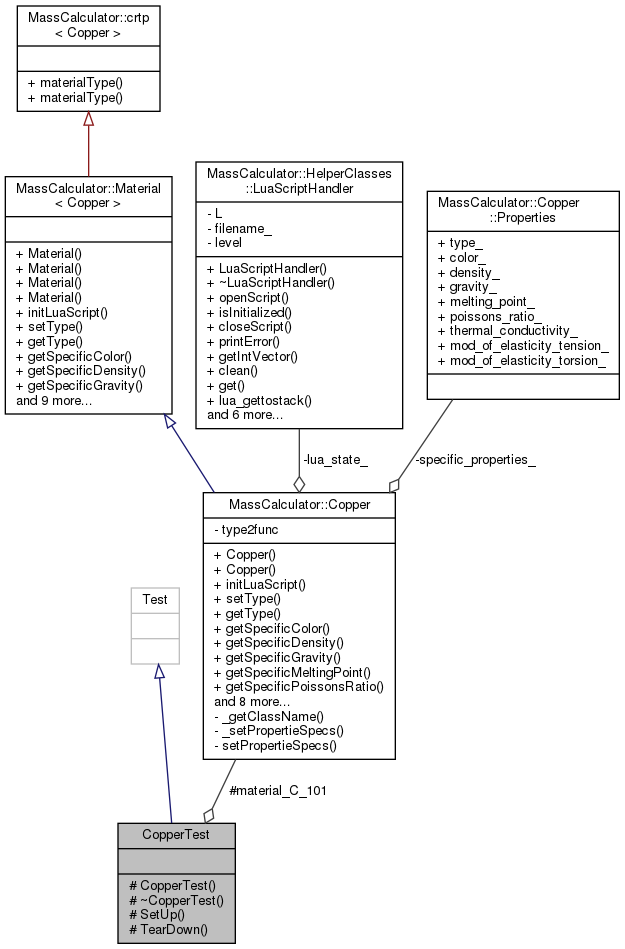 MassCalculator::crtp
< Copper >
+ materialType()
+ materialType()
MassCalculator::Material
< Copper >
+ Material()
+ Material()
+ Material()
+ Material()
+ initLuaScript()
+ setType()
+ getType()
+ getSpecificColor()
+ getSpecificDensity()
+ getSpecificGravity()
and 9 more...
MassCalculator::HelperClasses
::LuaScriptHandler
- L
- filename_
- level
+ LuaScriptHandler()
+ ~LuaScriptHandler()
+ openScript()
+ isInitialized()
+ closeScript()
+ printError()
+ getIntVector()
+ clean()
+ get()
+ lua_gettostack()
and 6 more...
MassCalculator::Copper
::Properties
+ type_
+ color_
+ density_
+ gravity_
+ melting_point_
+ poissons_ratio_
+ thermal_conductivity_
+ mod_of_elasticity_tension_
+ mod_of_elasticity_torsion_
-lua_state_
-specific_properties_
MassCalculator::Copper
- type2func
+ Copper()
+ Copper()
+ initLuaScript()
+ setType()
+ getType()
+ getSpecificColor()
+ getSpecificDensity()
+ getSpecificGravity()
+ getSpecificMeltingPoint()
+ getSpecificPoissonsRatio()
and 8 more...
- _getClassName()
- _setPropertieSpecs()
- setPropertieSpecs()
Test
#material_C_101
CopperTest
# CopperTest()
# ~CopperTest()
# SetUp()
# TearDown()